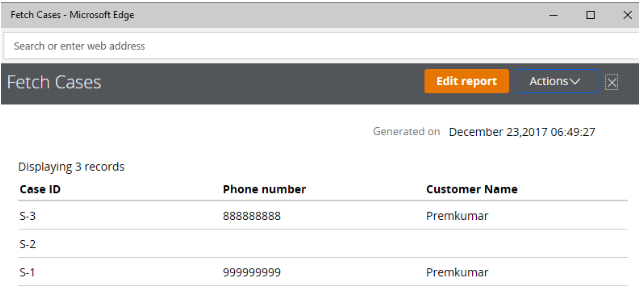 Fetch Cases - Microsoft Edge
Search or enter web address
Fetch Cases Edit report Actions
Generated on December 23,2017 06:49:27
Displaying 3 records
Case ID Phone number Customer Name
S-3 888888888 Premkumar
S-2
S-1 999999999 Premkumar